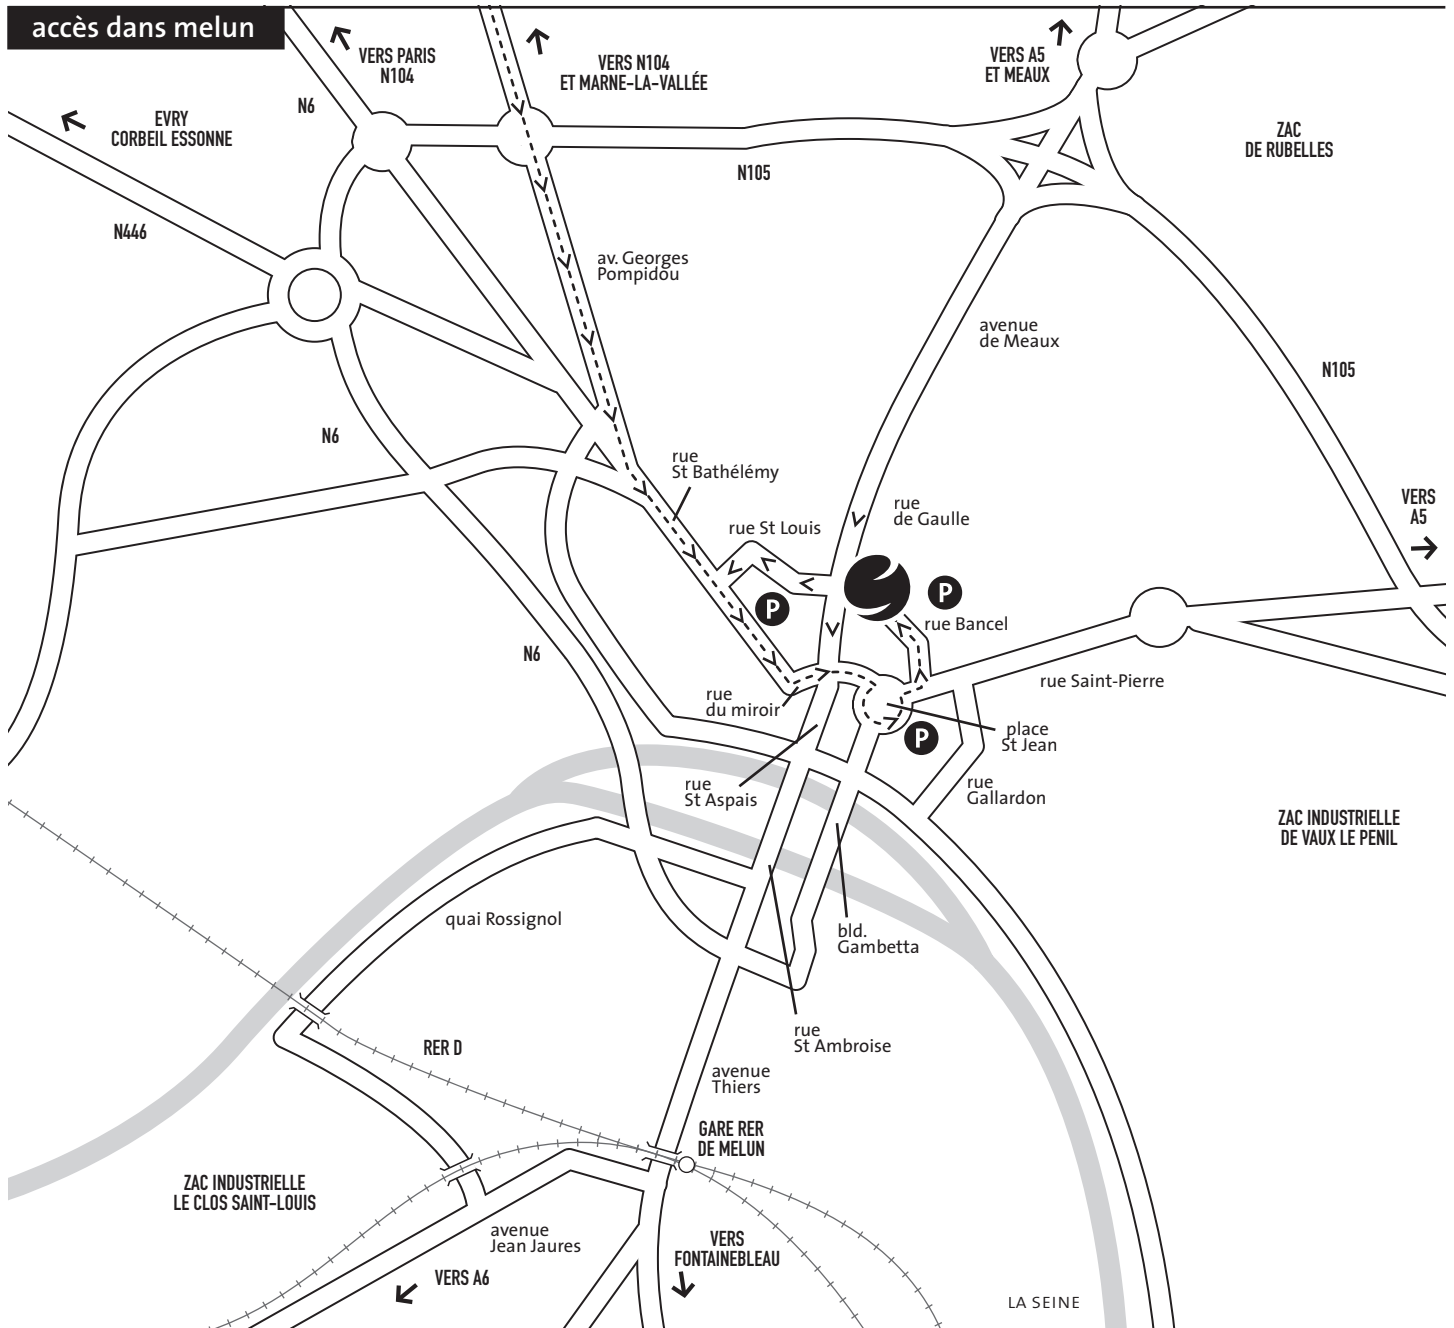 accès dans melun
VERS PARIS
N104
VERS N104
ET MARNE-LA-VALLÉE
VERS A5
ET MEAUX
N6
EVRY
CORBEIL ESSONNE
ZAC
DE RUBELLES
N105
N446
av. Georges
Pompidou
avenue
de Meaux
N105
N6
rue
St Bathélémy
rue
de Gaulle
VERS
A5
rue St Louis
P
P
rue Bancel
N6
rue Saint-Pierre
rue
du miroir
place
St Jean
P
rue
St Aspais
rue
Gallardon
ZAC INDUSTRIELLE
DE VAUX LE PENIL
quai Rossignol
bld.
Gambetta
rue
St Ambroise
RER D
avenue
Thiers
GARE RER
DE MELUN
ZAC INDUSTRIELLE
LE CLOS SAINT-LOUIS
avenue
Jean Jaures
VERS
FONTAINEBLEAU
VERS A6
LA SEINE